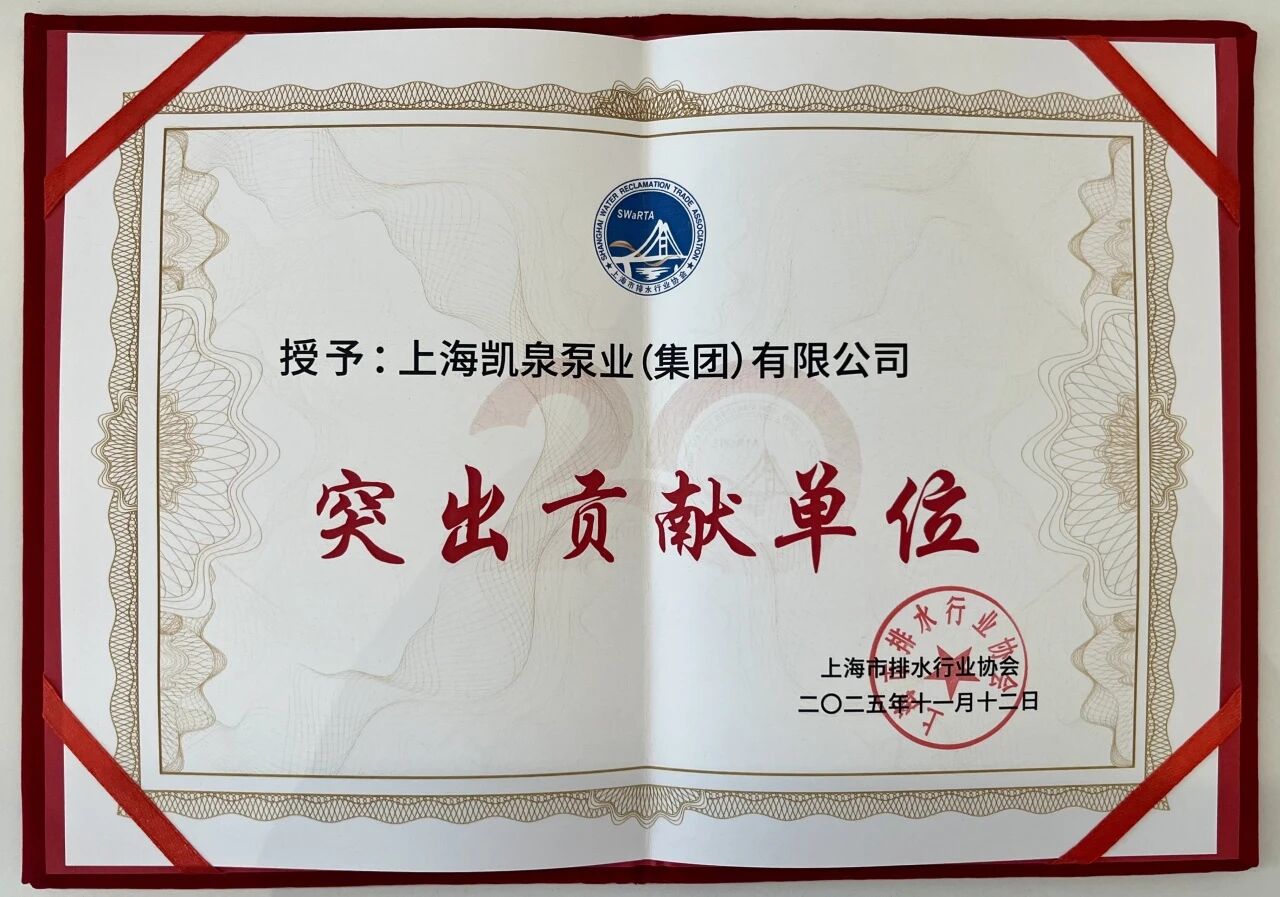 SHANGHAI WATER RECLAMATION TRADE ASSOCIATION
SWaRTA
上海市排水行业协会
授予：上海凯泉泵业(集团)有限公司
20
突出贡献单位
上海市排水行业协会
二〇二五年十一月十二日
上海市排水行业协会